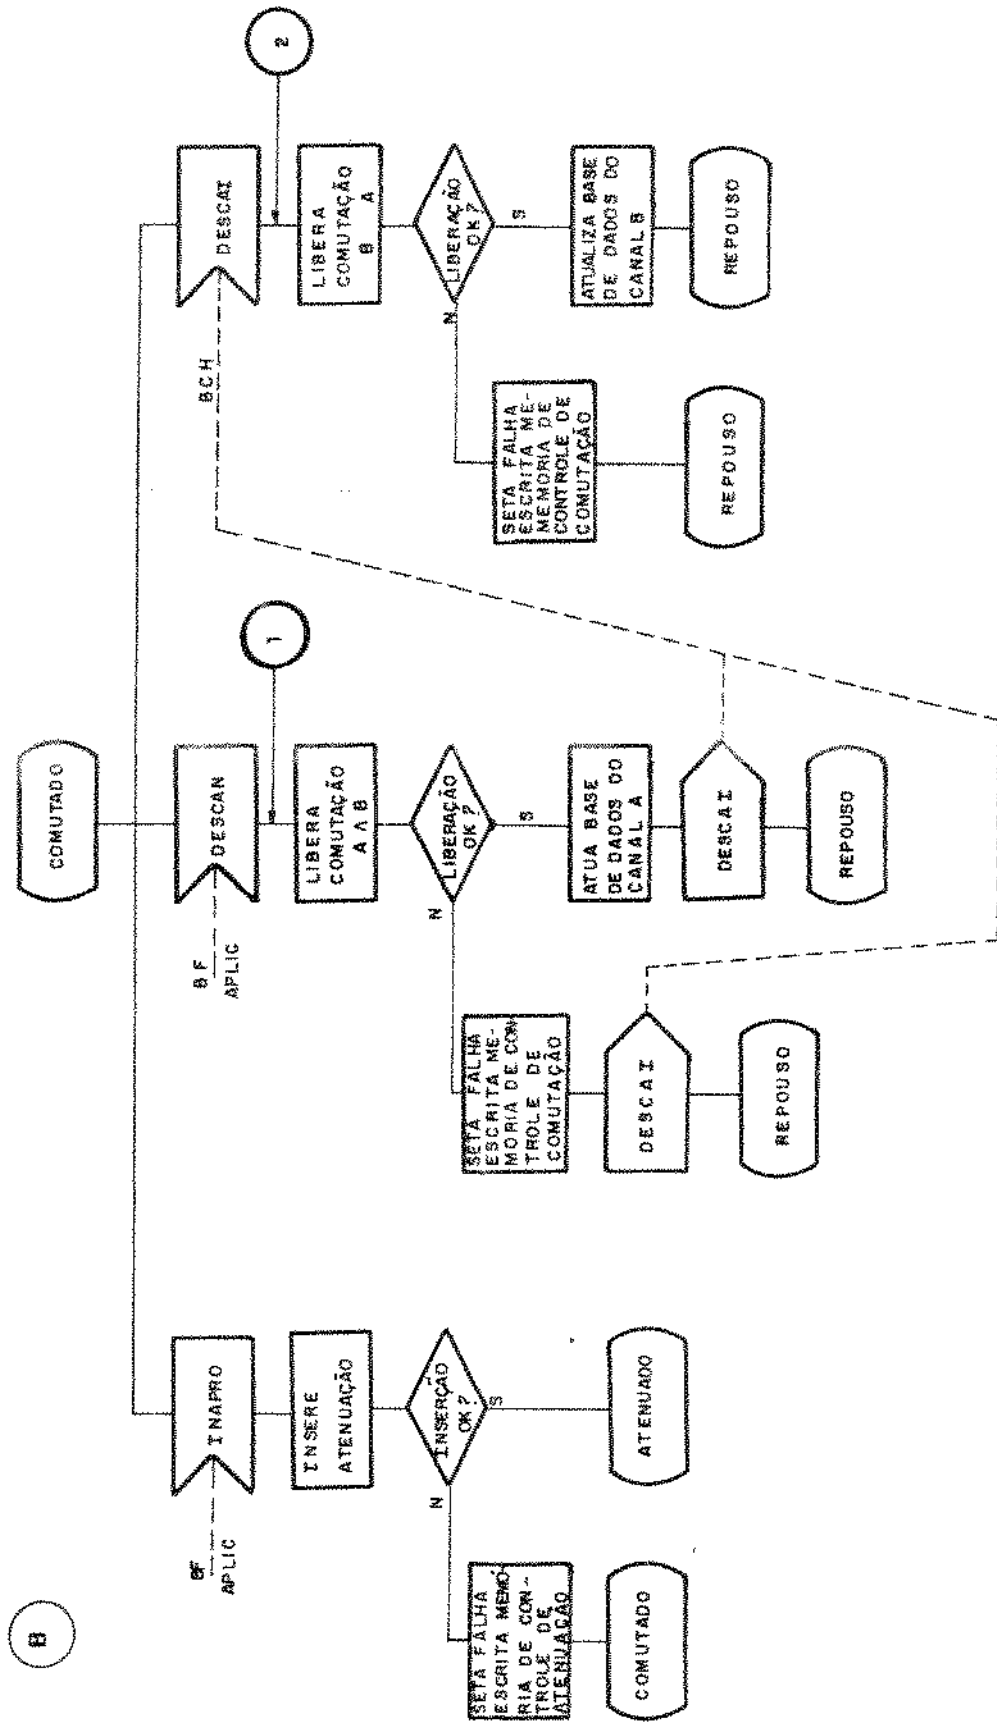 B
COMUTADO
BF
APLIC
INAPRO
INSERE
ATENUAÇÃO
INSERÇÃO
OK?
N
S
SETA FALHA
ESCRITA MEMÓ-
RIA DE CON-
TROLE DE
ATENUAÇÃO
COMUTADO
ATENUADO
BF
APLIC
DESCAN
1
LIBERA
COMUTAÇÃO
A ∧ B
LIBERAÇÃO
OK?
N
S
SETA FALHA
ESCRITA ME-
MORIA DE CON-
TROLE DE
COMUTAÇÃO
DESCAI
REPOUSO
ATUA BASE
DE DADOS DO
CANAL A
DESCAI
REPOUSO
BCH
DESCAI
2
LIBERA
COMUTAÇÃO
B A
LIBERAÇÃO
OK?
N
S
SETA FALHA
ESCRITA ME-
MEMORIA DE
CONTROLE DE
COMUTAÇÃO
REPOUSO
ATUALIZA BASE
DE DADOS DO
CANAL B
REPOUSO